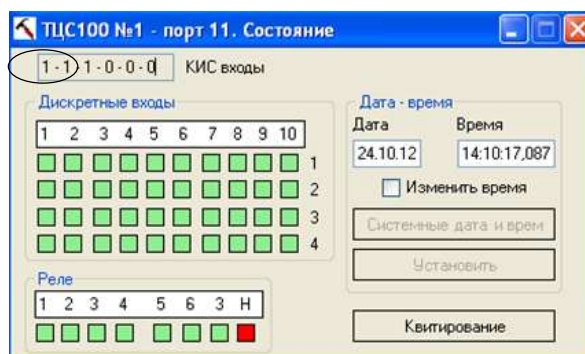 ТЦС100 №1 - порт 11. Состояние
1 - 1 - 1 - 0 - 0 - 0 КИС входы
Дискретные входы
1 2 3 4 5 6 7 8 9 10
1
2
3
4
Реле
1 2 3 4 5 6 3 Н
Дата - время
Дата Время
24.10.12 14:10:17,087
Изменить время
Системные дата и врем
Установить
Квитирование